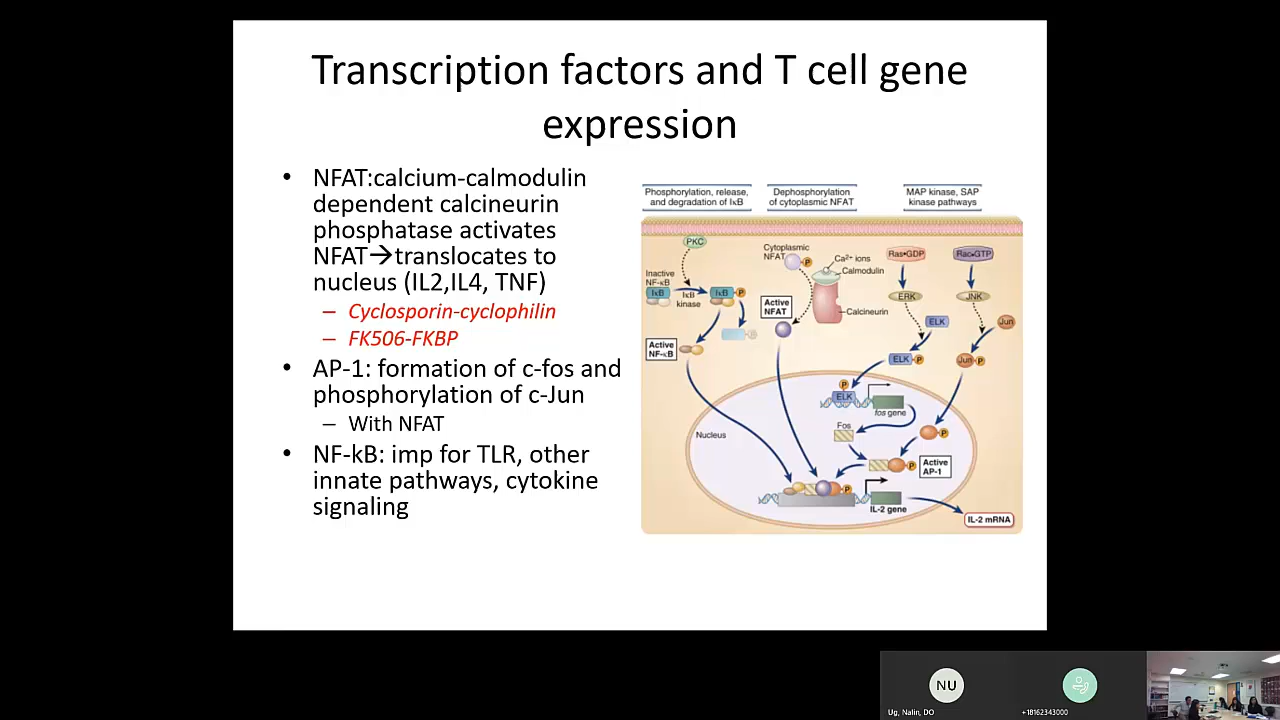 Transcription factors and T cell gene
expression
• NFAT:calcium-calmodulin
dependent calcineurin
phosphatase activates
NFAT→translocates to
nucleus (IL2,IL4, TNF)
– Cyclosporin-cyclophilin
– FK506-FKBP
• AP-1: formation of c-fos and
phosphorylation of c-Jun
– With NFAT
• NF-kB: imp for TLR, other
innate pathways, cytokine
signaling
Phosphorylation, release,
and degradation of IκB
Dephosphorylation
of cytoplasmic NFAT
MAP kinase, SAP
kinase pathways
PKC
Inactive
NF-κB
IκB
IκB
kinase
IκB
P
IκB
Active
NF-κB
Cytoplasmic
NFAT
P
Ca²⁺ ions
Calmodulin
Calcineurin
Active
NFAT
Ras•GDP
Rac•GTP
ERK
JNK
ELK
Jun
ELK
P
Jun
P
P
ELK
fos gene
Fos
P
Nucleus
P
Active
AP-1
P
IL-2 gene
IL-2 mRNA
NU
Ug, Nalin, DO
+18162343000